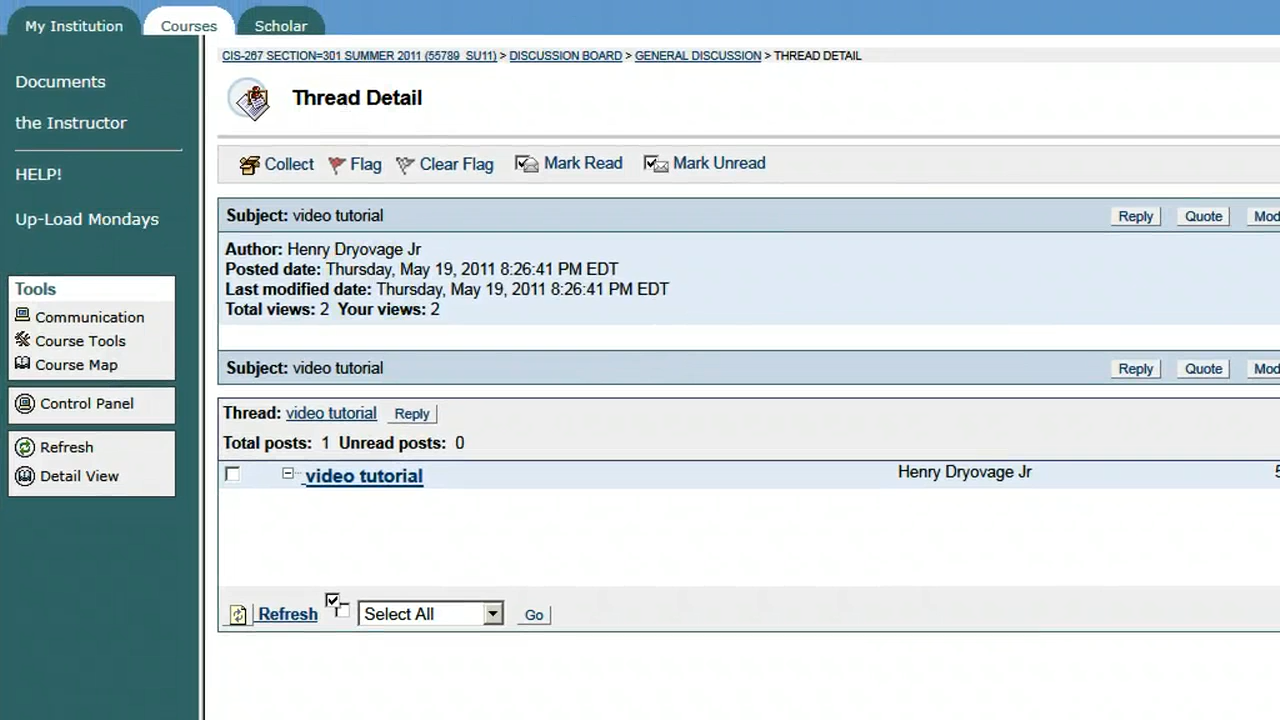 My Institution Courses Scholar
CIS-267 SECTION=301 SUMMER 2011 (55789_SU11) > DISCUSSION BOARD > GENERAL DISCUSSION > THREAD DETAIL
Documents
Thread Detail
the Instructor
Collect Flag Clear Flag Mark Read Mark Unread
HELP!
Up-Load Mondays
Subject: video tutorial Reply Quote Mod
Author: Henry Dryovage Jr
Posted date: Thursday, May 19, 2011 8:26:41 PM EDT
Last modified date: Thursday, May 19, 2011 8:26:41 PM EDT
Total views: 2 Your views: 2
Tools
Communication
Course Tools
Course Map
Control Panel
Refresh
Detail View
Subject: video tutorial Reply Quote Mod
Thread: video tutorial Reply
Total posts: 1 Unread posts: 0
video tutorial Henry Dryovage Jr 5
Refresh Select All Go